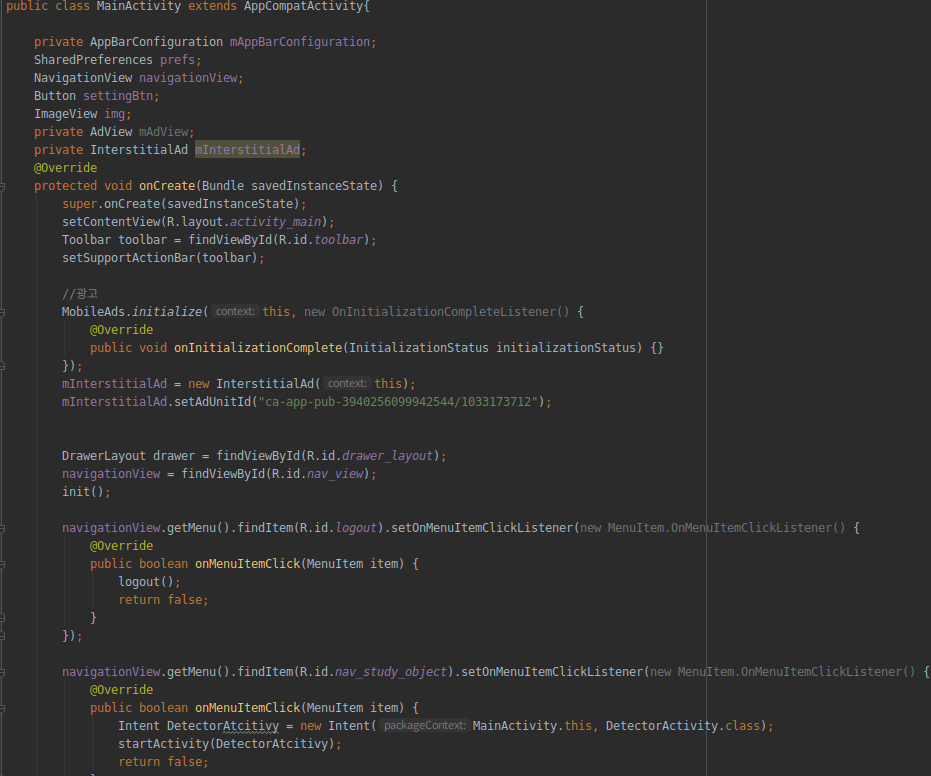 public class MainActivity extends AppCompatActivity{
private AppBarConfiguration mAppBarConfiguration;
SharedPreferences prefs;
NavigationView navigationView;
Button settingBtn;
ImageView img;
private AdView mAdView;
private InterstitialAd mInterstitialAd;
@Override
protected void onCreate(Bundle savedInstanceState) {
super.onCreate(savedInstanceState);
setContentView(R.layout.activity_main);
Toolbar toolbar = findViewById(R.id.toolbar);
setSupportActionBar(toolbar);
//광고
MobileAds.initialize( context: this, new OnInitializationCompleteListener() {
@Override
public void onInitializationComplete(InitializationStatus initializationStatus) {}
});
mInterstitialAd = new InterstitialAd( context: this);
mInterstitialAd.setAdUnitId("ca-app-pub-3940256099942544/1033173712");
DrawerLayout drawer = findViewById(R.id.drawer_layout);
navigationView = findViewById(R.id.nav_view);
init();
navigationView.getMenu().findItem(R.id.logout).setOnMenuItemClickListener(new MenuItem.OnMenuItemClickListener() {
@Override
public boolean onMenuItemClick(MenuItem item) {
logout();
return false;
}
});
navigationView.getMenu().findItem(R.id.nav_study_object).setOnMenuItemClickListener(new MenuItem.OnMenuItemClickListener() {
@Override
public boolean onMenuItemClick(MenuItem item) {
Intent DetectorAtcitivy = new Intent( packageContext: MainActivity.this, DetectorActivity.class);
startActivity(DetectorAtcitivy);
return false;